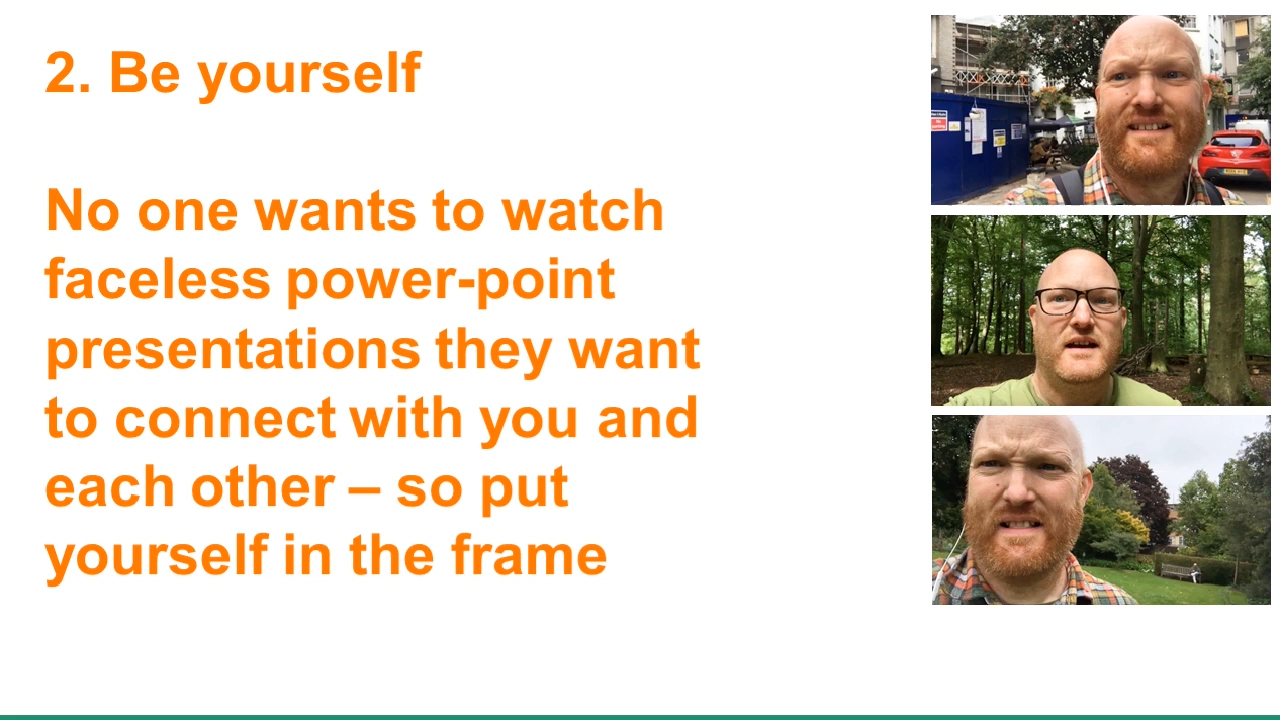 2. Be yourself
No one wants to watch
faceless power-point
presentations they want
to connect with you and
each other – so put
yourself in the frame